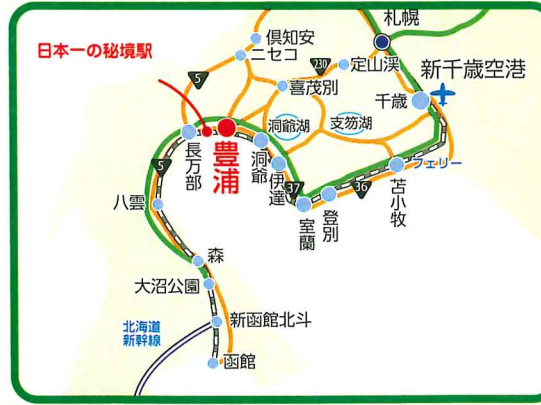 札幌
倶知安
日本一の秘境駅
ニセコ
230
定山渓
新千歳空港
5
喜茂別
千歳
洞爺湖
支笏湖
豊浦
長万部
洞爺
伊達
フェリー
5
37
36
苫小牧
八雲
室蘭
登別
森
大沼公園
北海道
新幹線
新函館北斗
函館